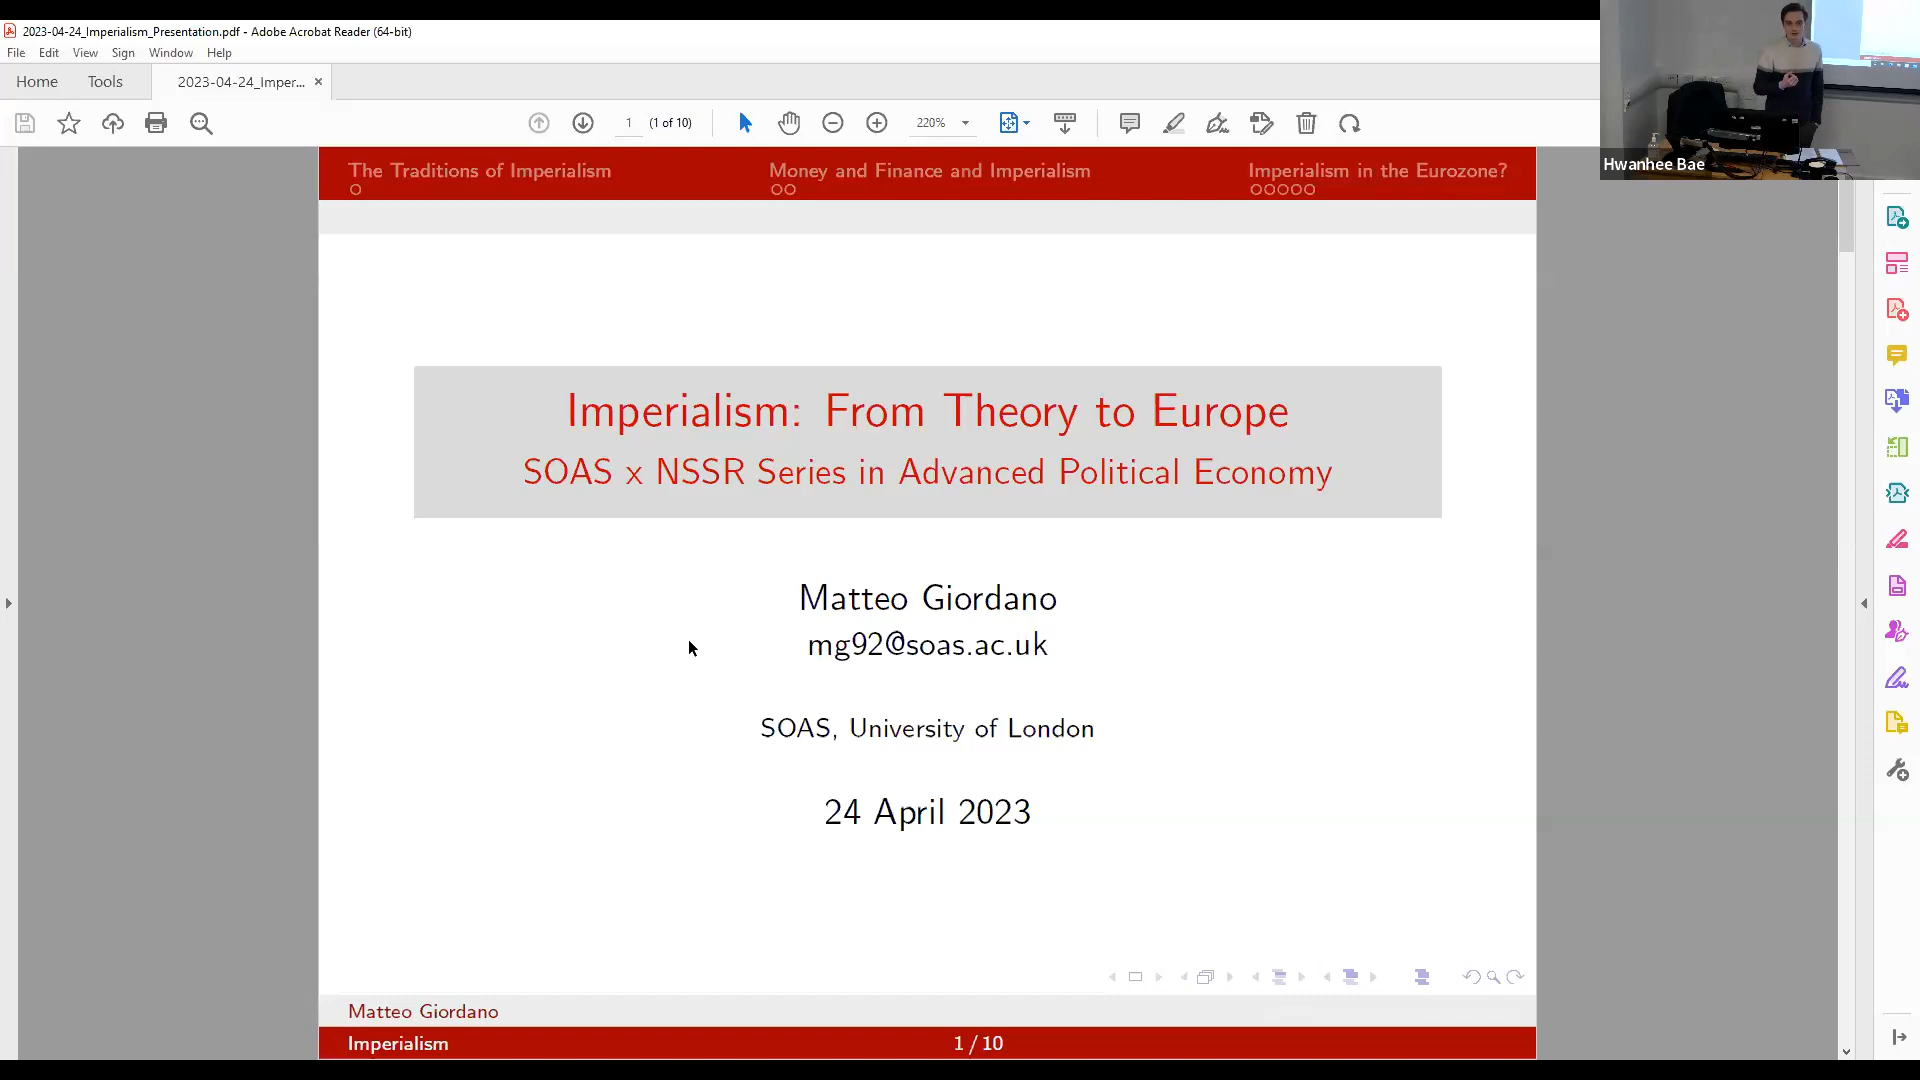 2023-04-24_Imperialism_Presentation.pdf - Adobe Acrobat Reader (64-bit)
File Edit View Sign Window Help
Home Tools 2023-04-24_Imper... ×
1 (1 of 10) 220%
Hwanhee Bae
The Traditions of Imperialism Money and Finance and Imperialism Imperialism in the Eurozone?
Imperialism: From Theory to Europe
SOAS x NSSR Series in Advanced Political Economy
Matteo Giordano
mg92@soas.ac.uk
SOAS, University of London
24 April 2023
Matteo Giordano
Imperialism 1 / 10